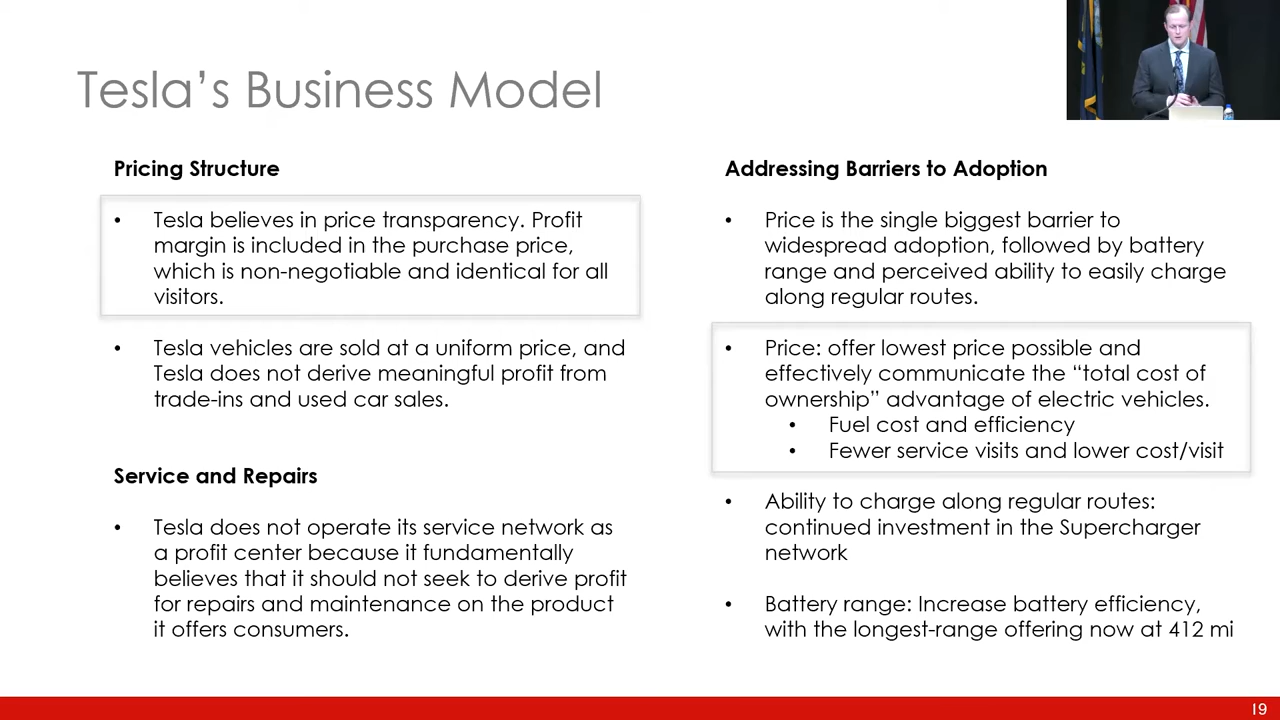 Tesla’s Business Model
Pricing Structure
• Tesla believes in price transparency. Profit
margin is included in the purchase price,
which is non-negotiable and identical for all
visitors.
• Tesla vehicles are sold at a uniform price, and
Tesla does not derive meaningful profit from
trade-ins and used car sales.
Service and Repairs
• Tesla does not operate its service network as
a profit center because it fundamentally
believes that it should not seek to derive profit
for repairs and maintenance on the product
it offers consumers.
Addressing Barriers to Adoption
• Price is the single biggest barrier to
widespread adoption, followed by battery
range and perceived ability to easily charge
along regular routes.
• Price: offer lowest price possible and
effectively communicate the “total cost of
ownership” advantage of electric vehicles.
• Fuel cost and efficiency
• Fewer service visits and lower cost/visit
• Ability to charge along regular routes:
continued investment in the Supercharger
network
• Battery range: Increase battery efficiency,
with the longest-range offering now at 412 mi
19